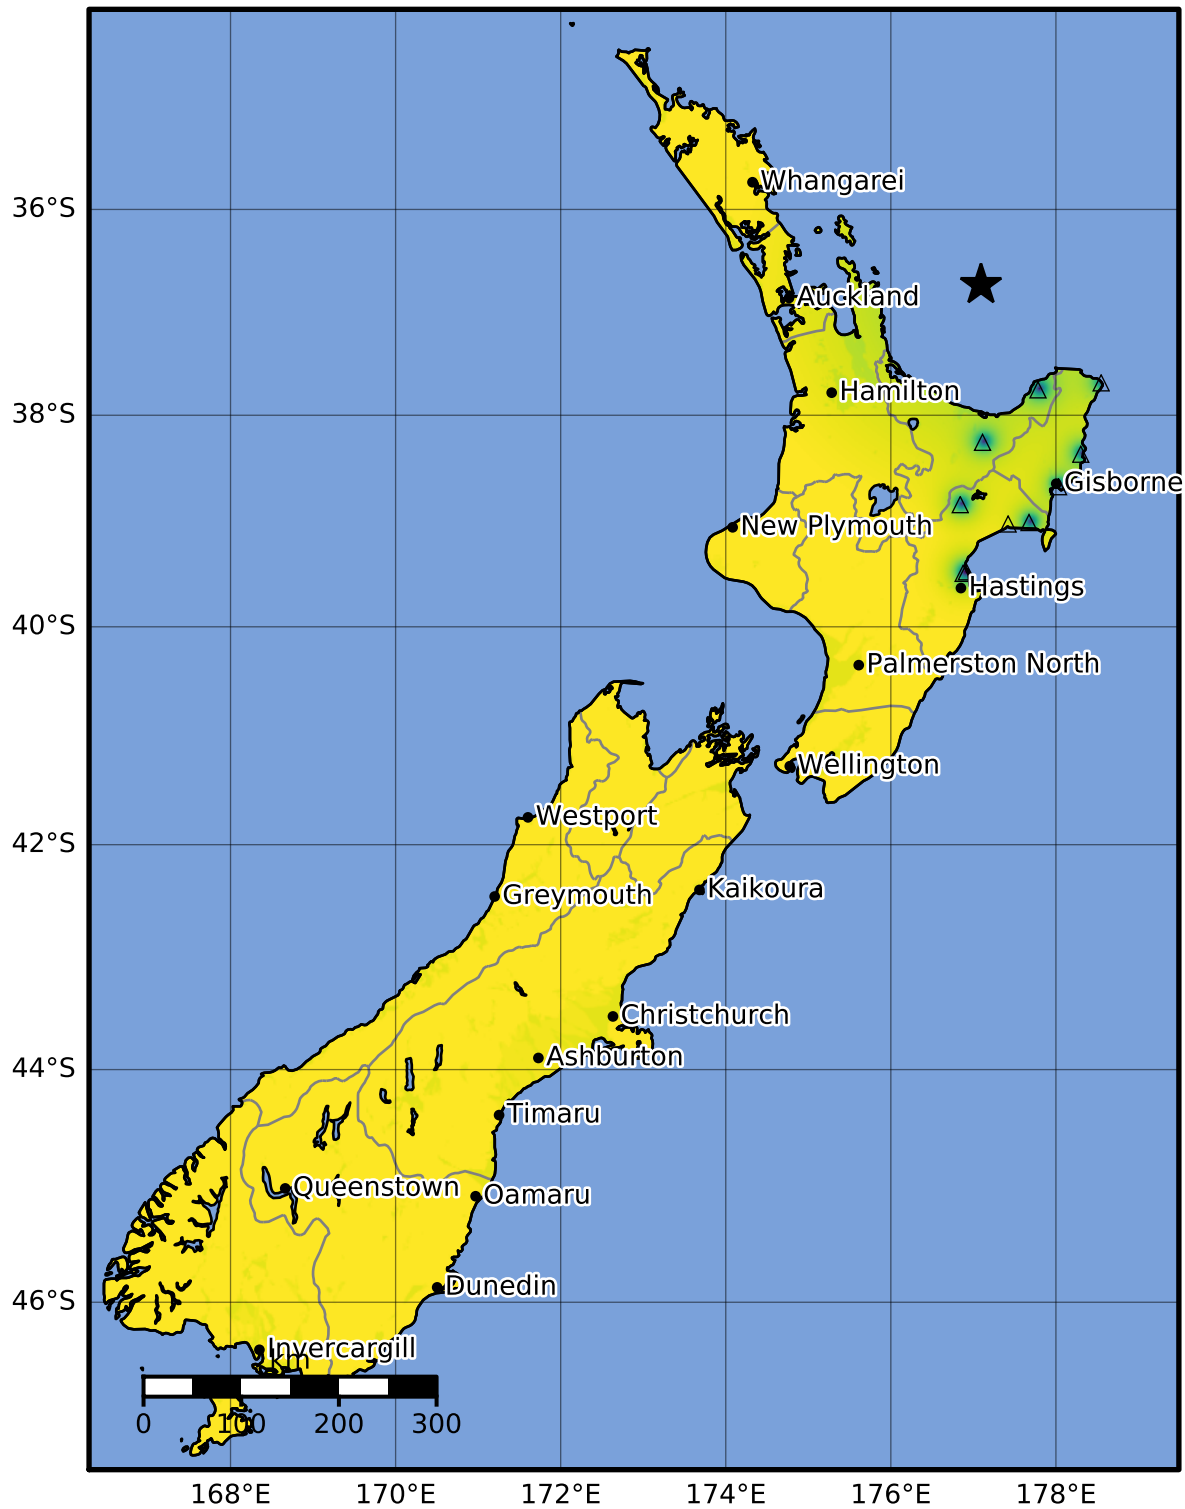 Whangarei
36°S
Auckland
Hamilton
38°S
Gisborne
New Plymouth
Hastings
40°S
Palmerston North
Wellington
Westport
42°S
Kaikoura
Greymouth
Christchurch
Ashburton
44°S
Timaru
Queenstown
Oamaru
Dunedin
46°S
Invercargill
km
0 100 200 300
168°E 170°E 172°E 174°E 176°E 178°E